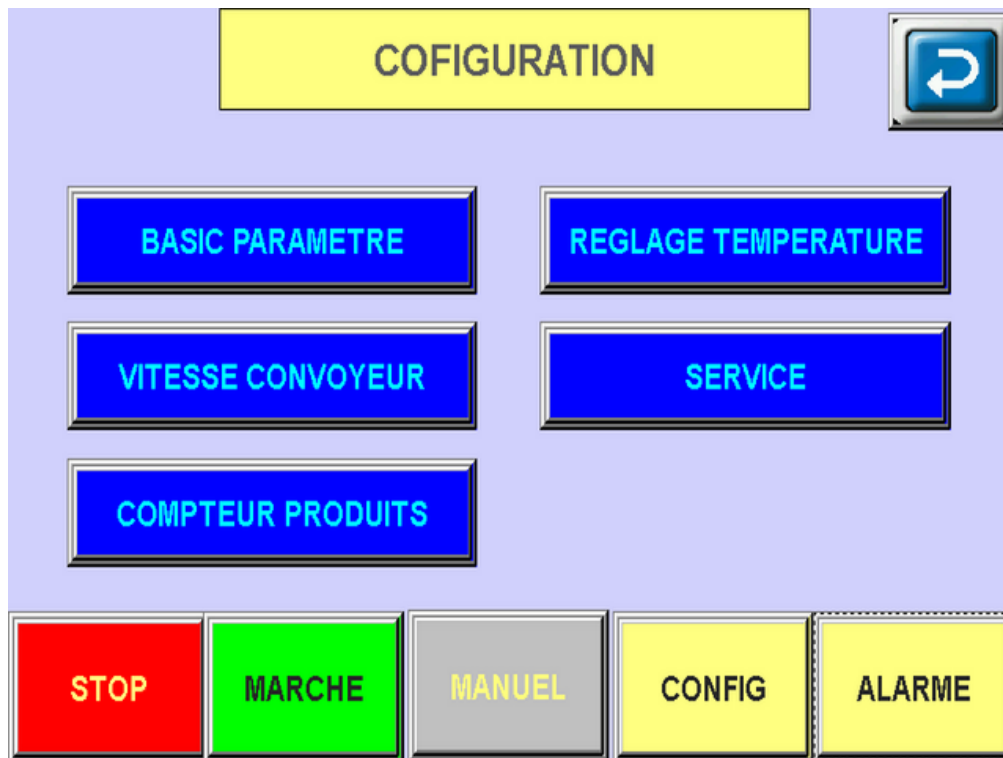 COFIGURATION
BASIC PARAMETRE
REGLAGE TEMPERATURE
VITESSE CONVOYEUR
SERVICE
COMPTEUR PRODUITS
STOP
MARCHE
MANUEL
CONFIG
ALARME